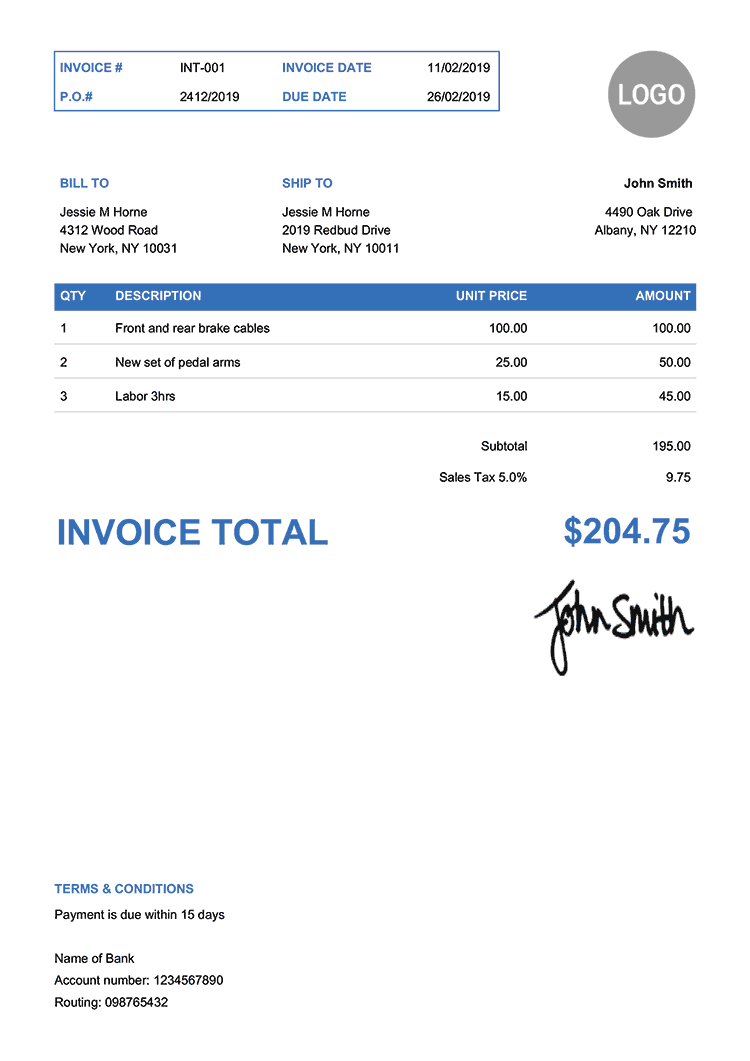 INVOICE # INT-001 INVOICE DATE 11/02/2019
P.O.# 2412/2019 DUE DATE 26/02/2019
LOGO
BILL TO SHIP TO John Smith
Jessie M Horne Jessie M Horne 4490 Oak Drive
4312 Wood Road 2019 Redbud Drive Albany, NY 12210
New York, NY 10031 New York, NY 10011
QTY DESCRIPTION UNIT PRICE AMOUNT
1 Front and rear brake cables 100.00 100.00
2 New set of pedal arms 25.00 50.00
3 Labor 3hrs 15.00 45.00
Subtotal 195.00
Sales Tax 5.0% 9.75
INVOICE TOTAL $204.75
John Smith
TERMS & CONDITIONS
Payment is due within 15 days
Name of Bank
Account number: 1234567890
Routing: 098765432